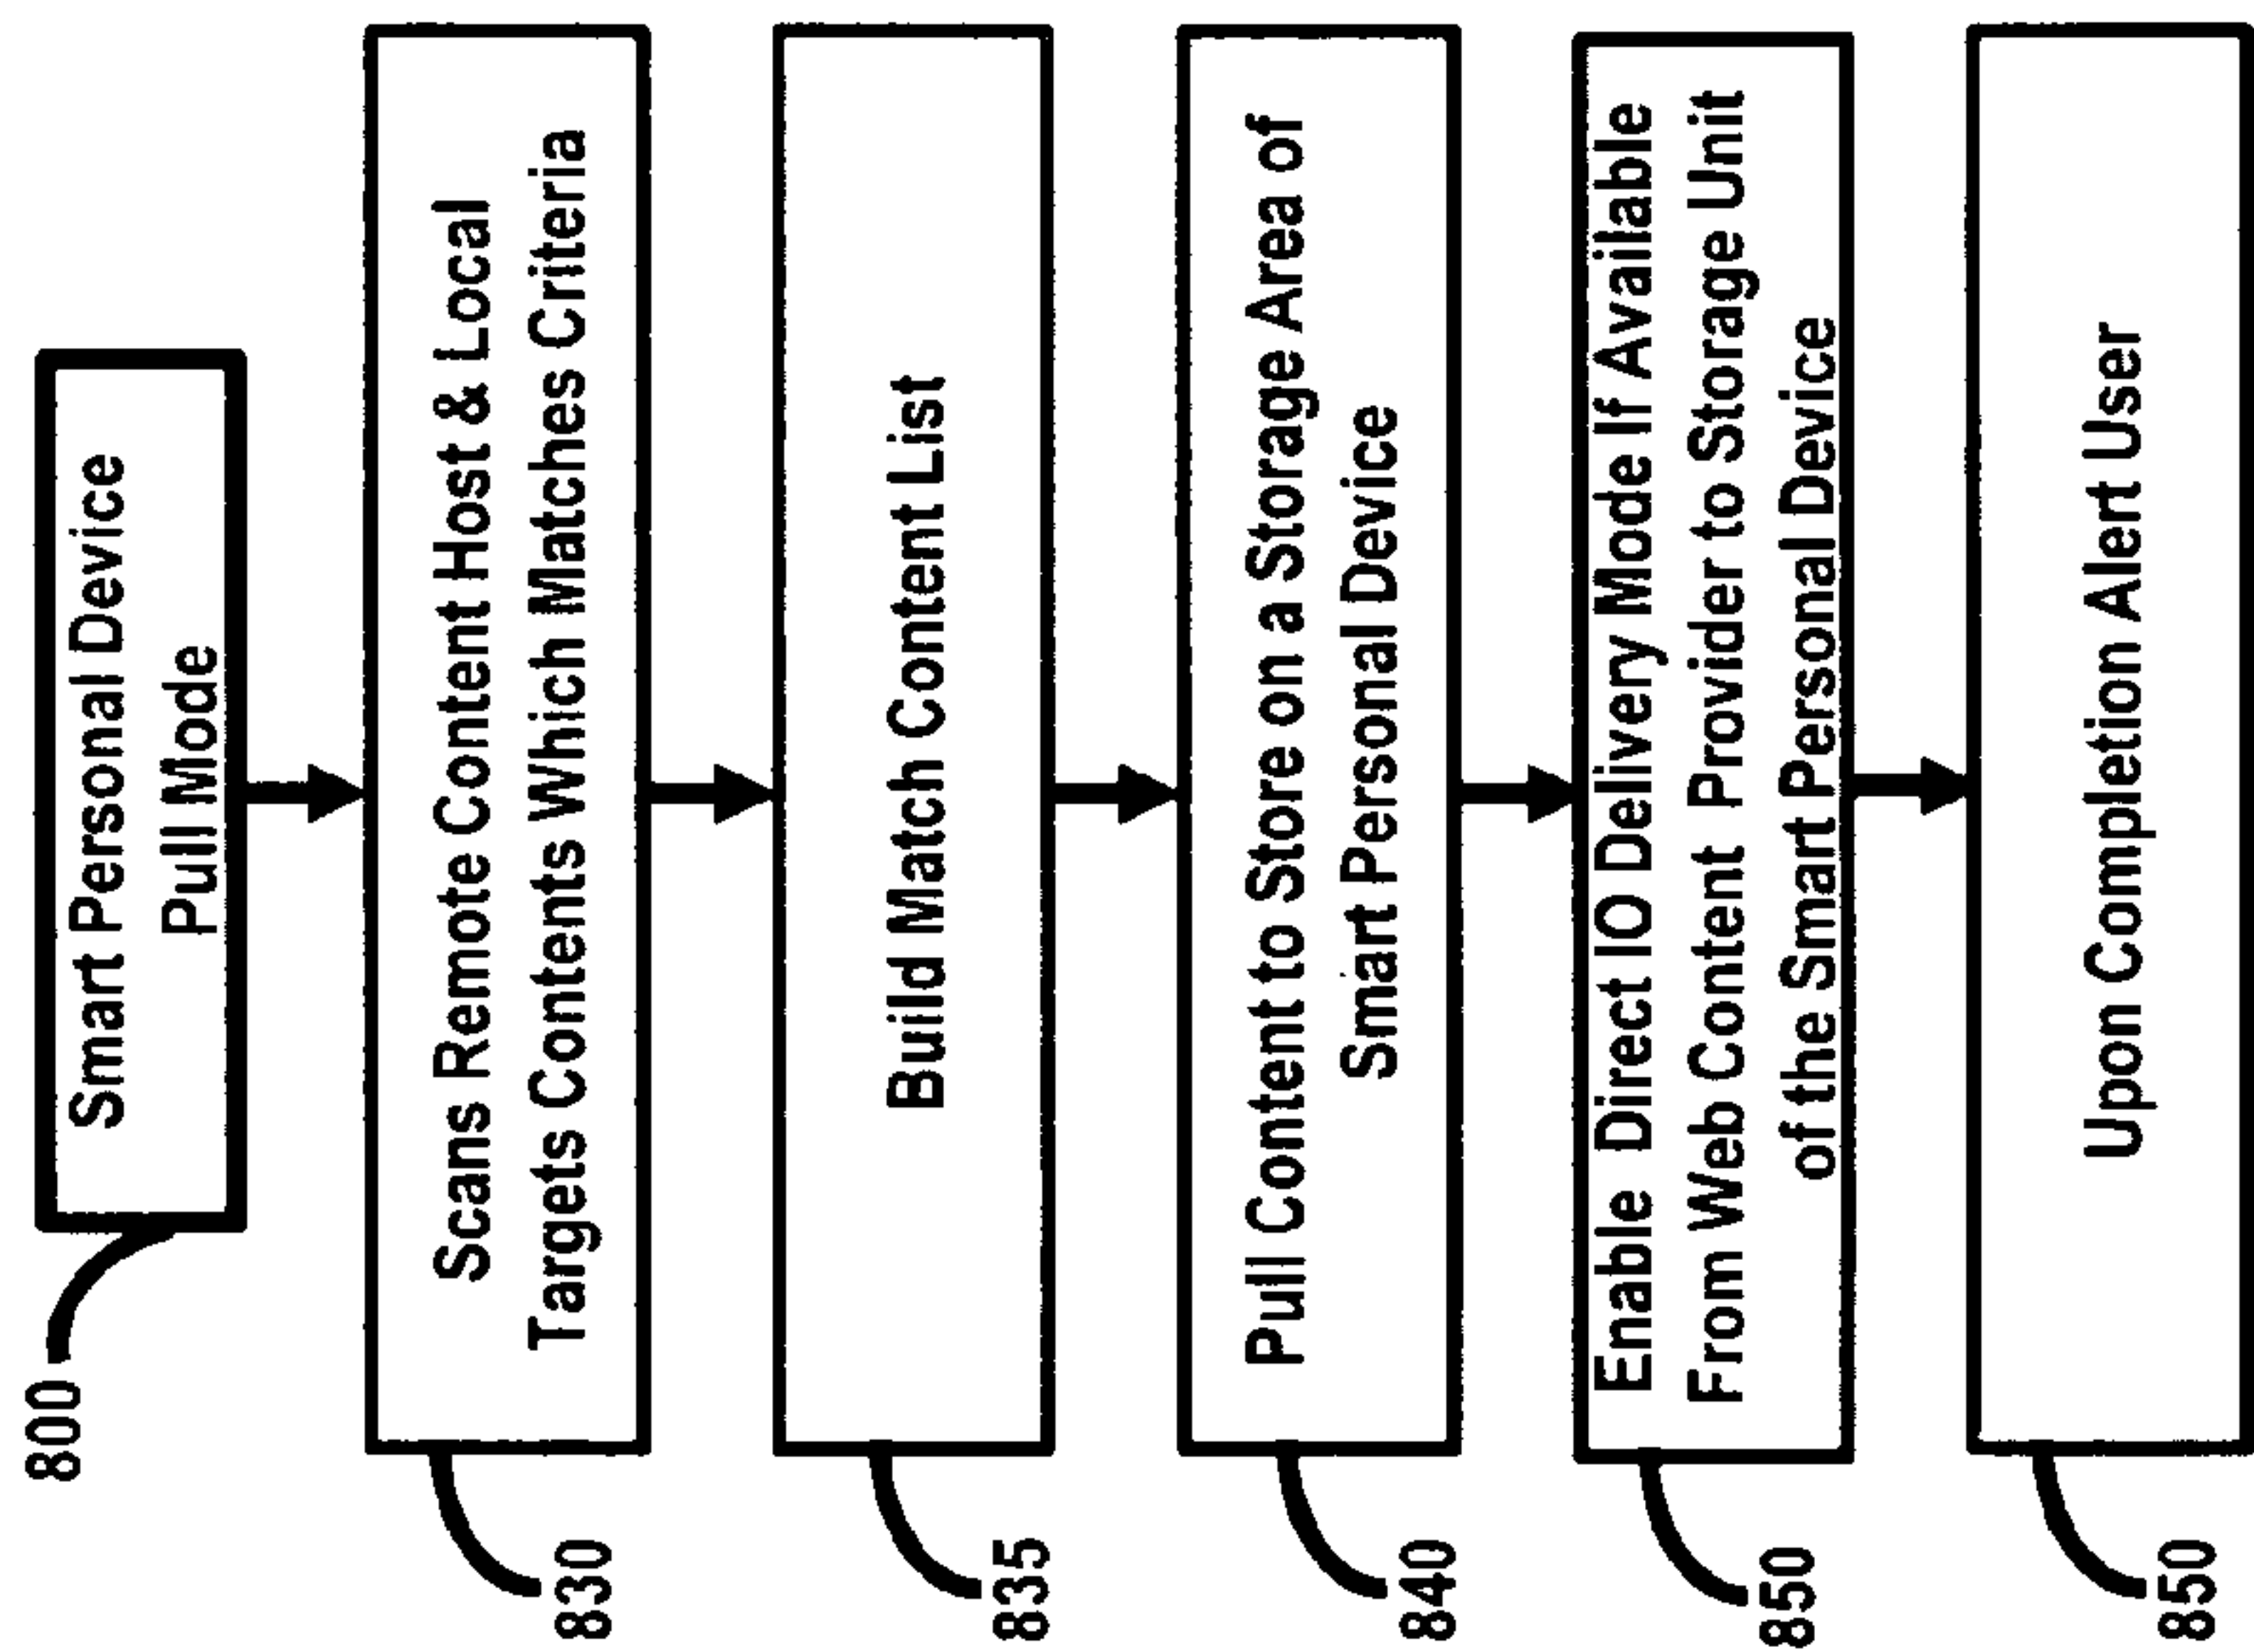 800
Smart Personal Device
Pull Mode
830
Scans Remote Content Host & Local
Targets Contents Which Matches Criteria
835
Build Match Content List
840
Pull Content to Store on a Storage Area of
Smart Personal Device
850
Enable Direct IO Delivery Mode If Available
From Web Content Provider to Storage Unit
of the Smart Personal Device
850
Upon Completion Alert User